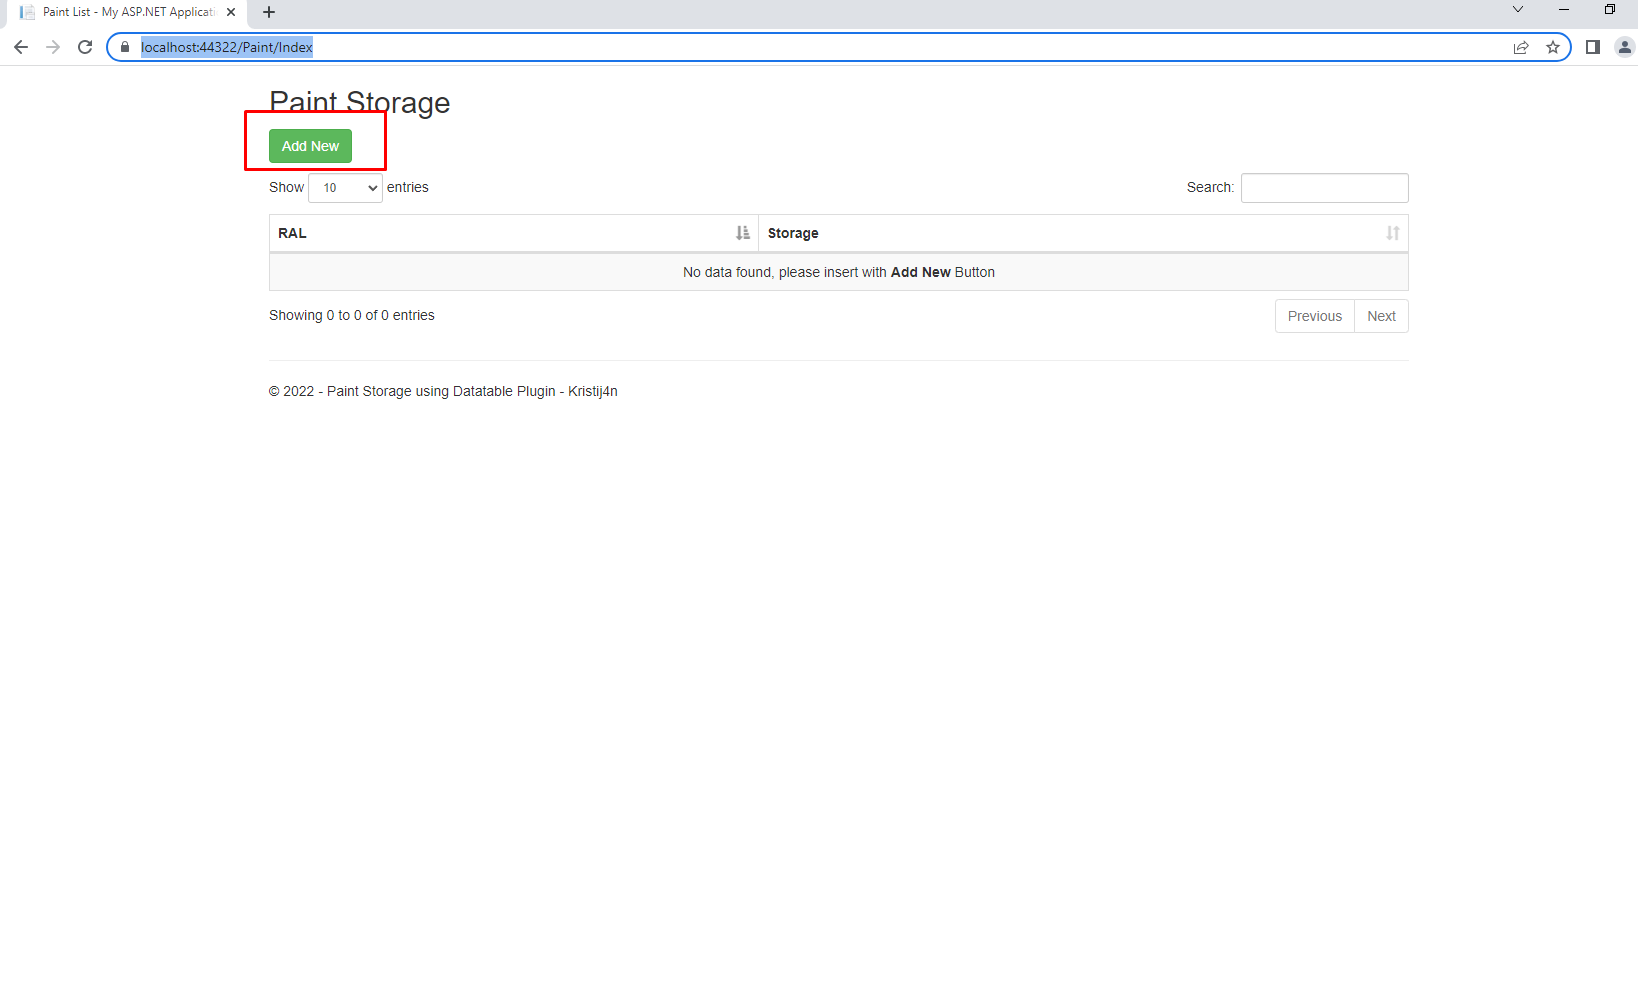 Paint List - My ASP.NET Applicati
localhost:44322/Paint/Index
Paint Storage
Add New
Show 10 entries Search:
RAL Storage
No data found, please insert with Add New Button
Showing 0 to 0 of 0 entries Previous Next
© 2022 - Paint Storage using Datatable Plugin - Kristij4n